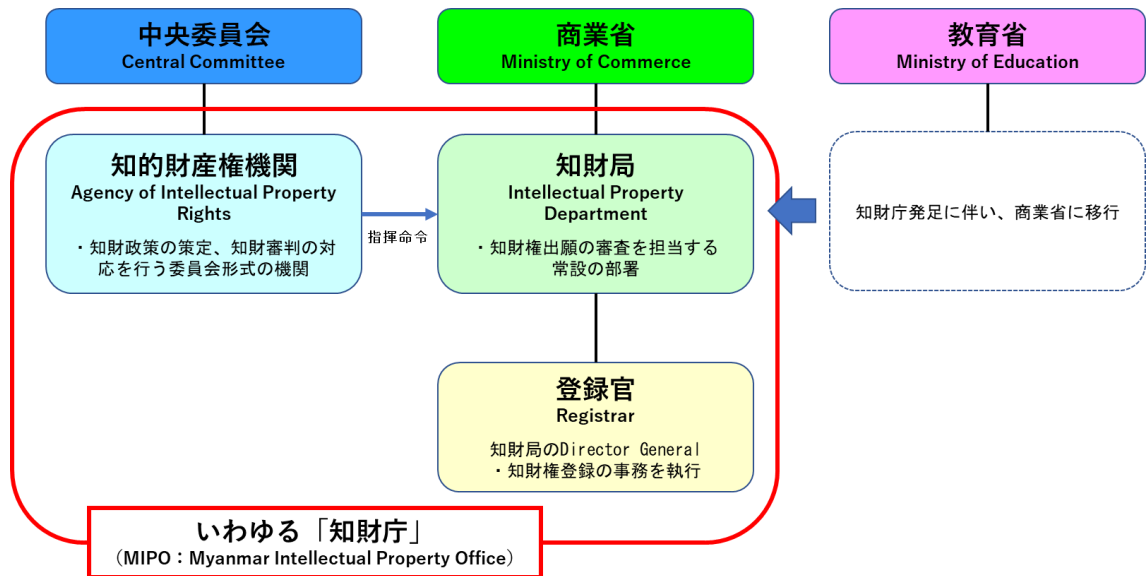 中央委員会
Central Committee
商業省
Ministry of Commerce
教育省
Ministry of Education
知的財産権機関
Agency of Intellectual Property
Rights
・知財政策の策定、知財審判の対
応を行う委員会形式の機関
指揮命令
知財局
Intellectual Property
Department
・知財権出願の審査を担当する
常設の部署
知財庁発足に伴い、商業省に移行
登録官
Registrar
知財局のDirector General
・知財権登録の事務を執行
いわゆる「知財庁」
（MIPO：Myanmar Intellectual Property Office）